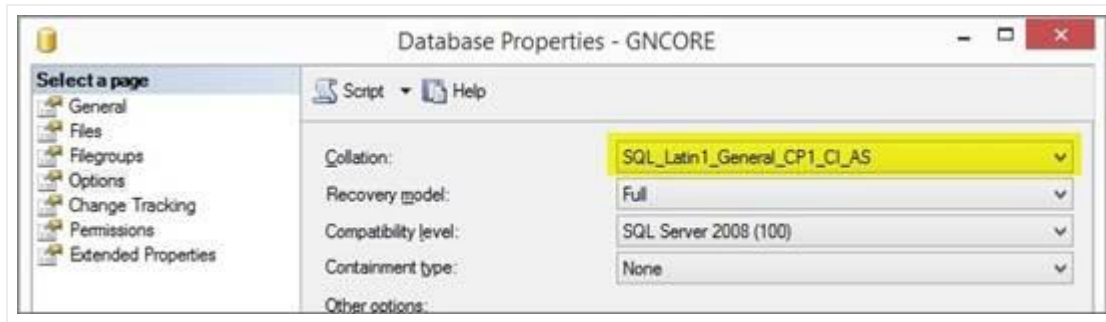 Database Properties - GNCORE
Select a page
General
Files
Filegroups
Options
Change Tracking
Permissions
Extended Properties
Script Help
Collation: SQL_Latin1_General_CP1_CI_AS
Recovery model: Full
Compatibility level: SQL Server 2008 (100)
Containment type: None
Other options: